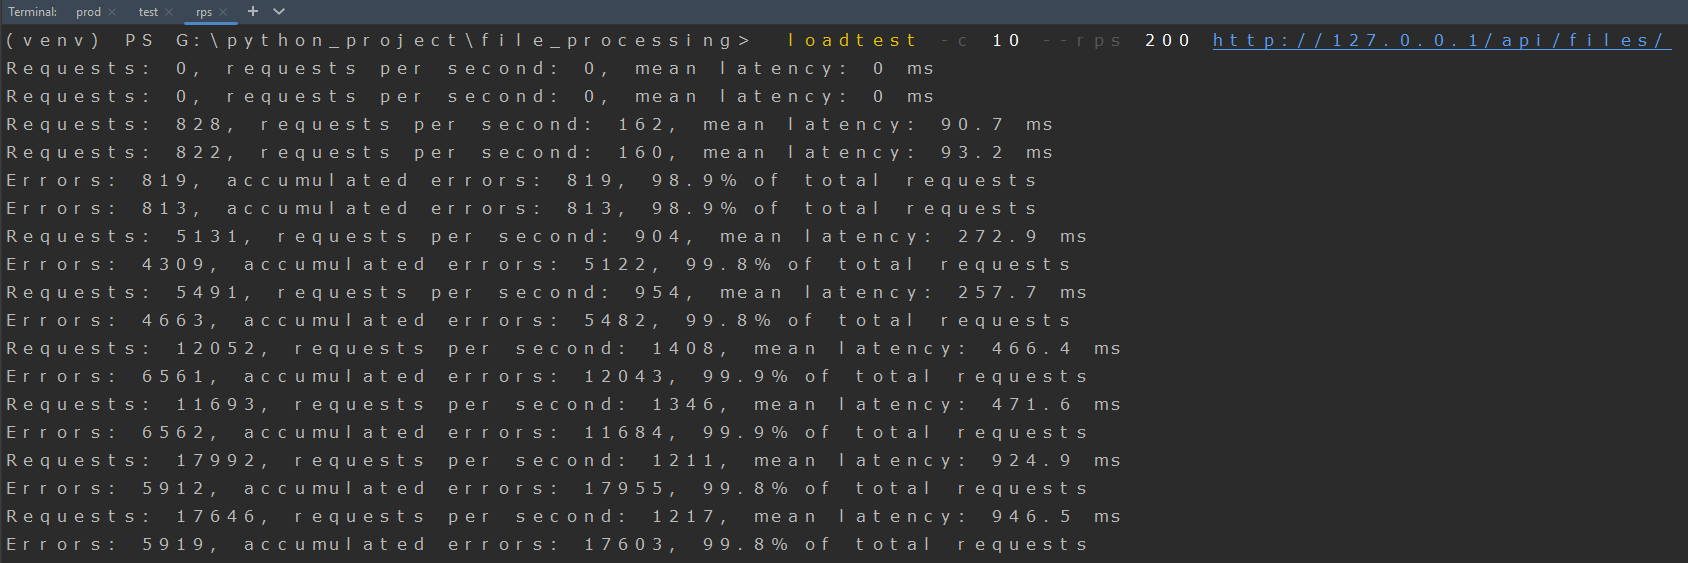 Terminal: prod × test × rps × +
(venv) PS G:\python_project\file_processing> loadtest -c 10 --rps 200 http://127.0.0.1/api/files/
Requests: 0, requests per second: 0, mean latency: 0 ms
Requests: 0, requests per second: 0, mean latency: 0 ms
Requests: 828, requests per second: 162, mean latency: 90.7 ms
Requests: 822, requests per second: 160, mean latency: 93.2 ms
Errors: 819, accumulated errors: 819, 98.9% of total requests
Errors: 813, accumulated errors: 813, 98.9% of total requests
Requests: 5131, requests per second: 904, mean latency: 272.9 ms
Errors: 4309, accumulated errors: 5122, 99.8% of total requests
Requests: 5491, requests per second: 954, mean latency: 257.7 ms
Errors: 4663, accumulated errors: 5482, 99.8% of total requests
Requests: 12052, requests per second: 1408, mean latency: 466.4 ms
Errors: 6561, accumulated errors: 12043, 99.9% of total requests
Requests: 11693, requests per second: 1346, mean latency: 471.6 ms
Errors: 6562, accumulated errors: 11684, 99.9% of total requests
Requests: 17992, requests per second: 1211, mean latency: 924.9 ms
Errors: 5912, accumulated errors: 17955, 99.8% of total requests
Requests: 17646, requests per second: 1217, mean latency: 946.5 ms
Errors: 5919, accumulated errors: 17603, 99.8% of total requests